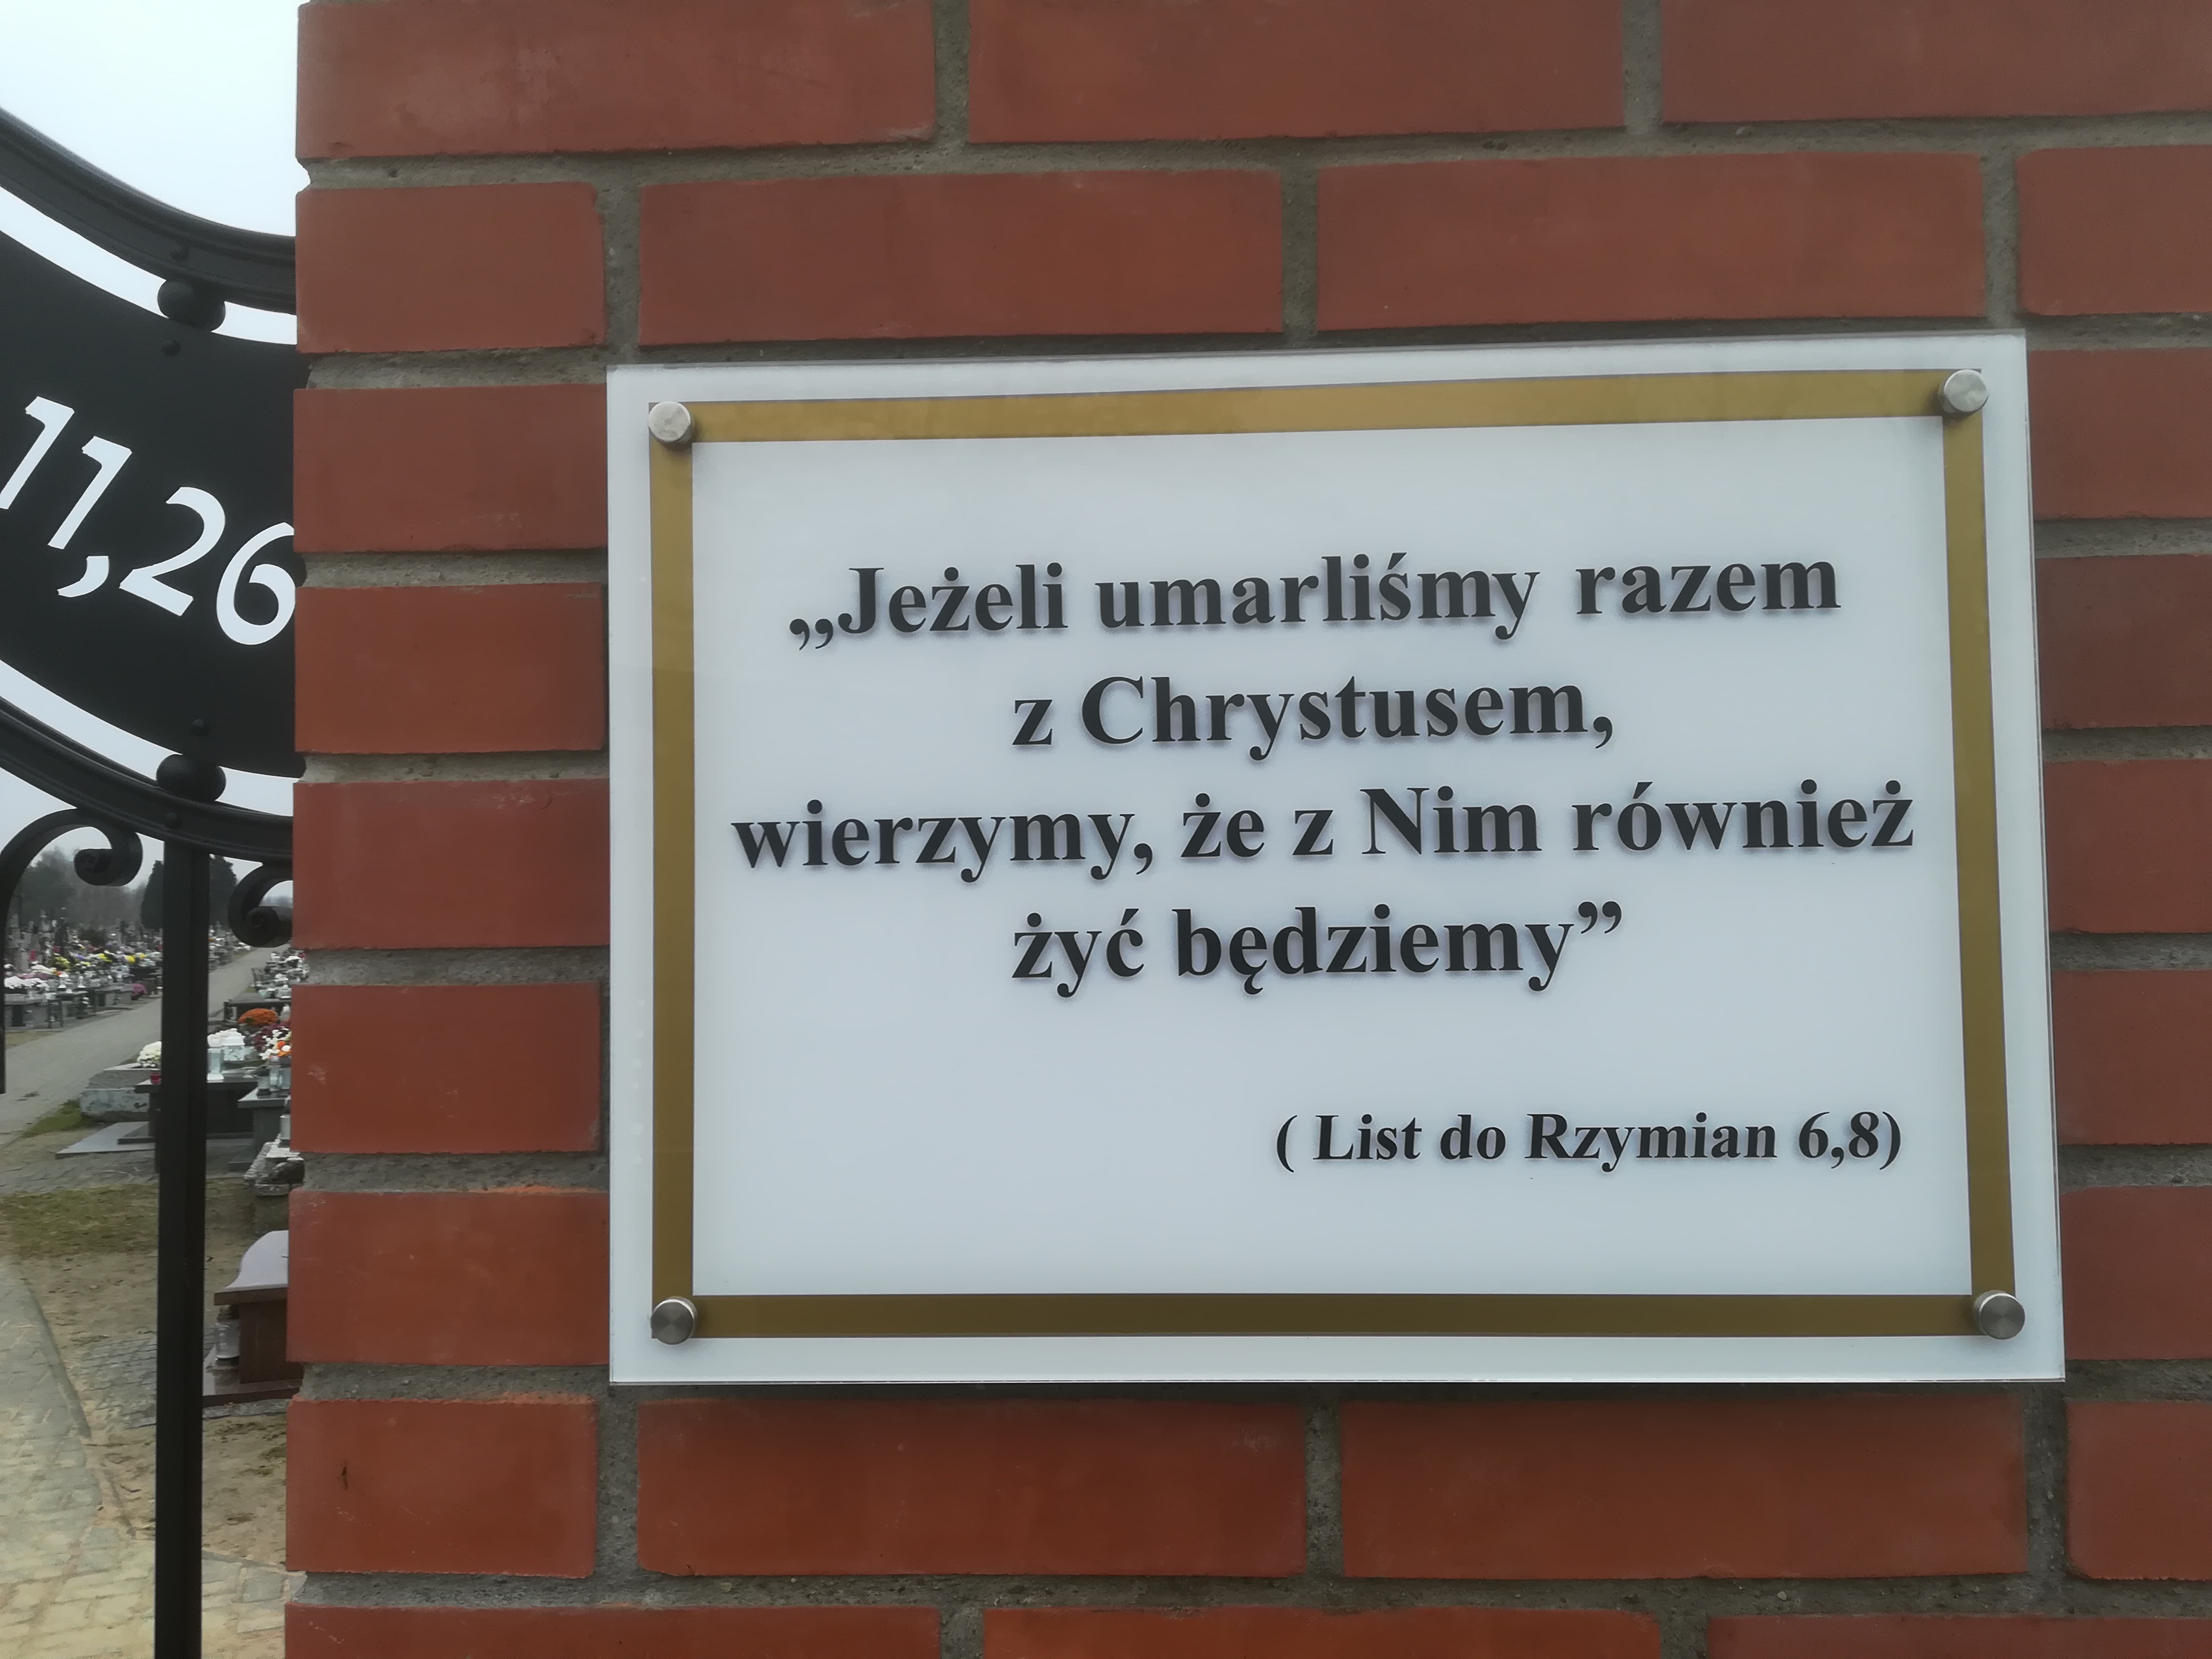 11,26
„Jeżeli umarliśmy razem
z Chrystusem,
wierzymy, że z Nim również
żyć będziemy”
( List do Rzymian 6,8)